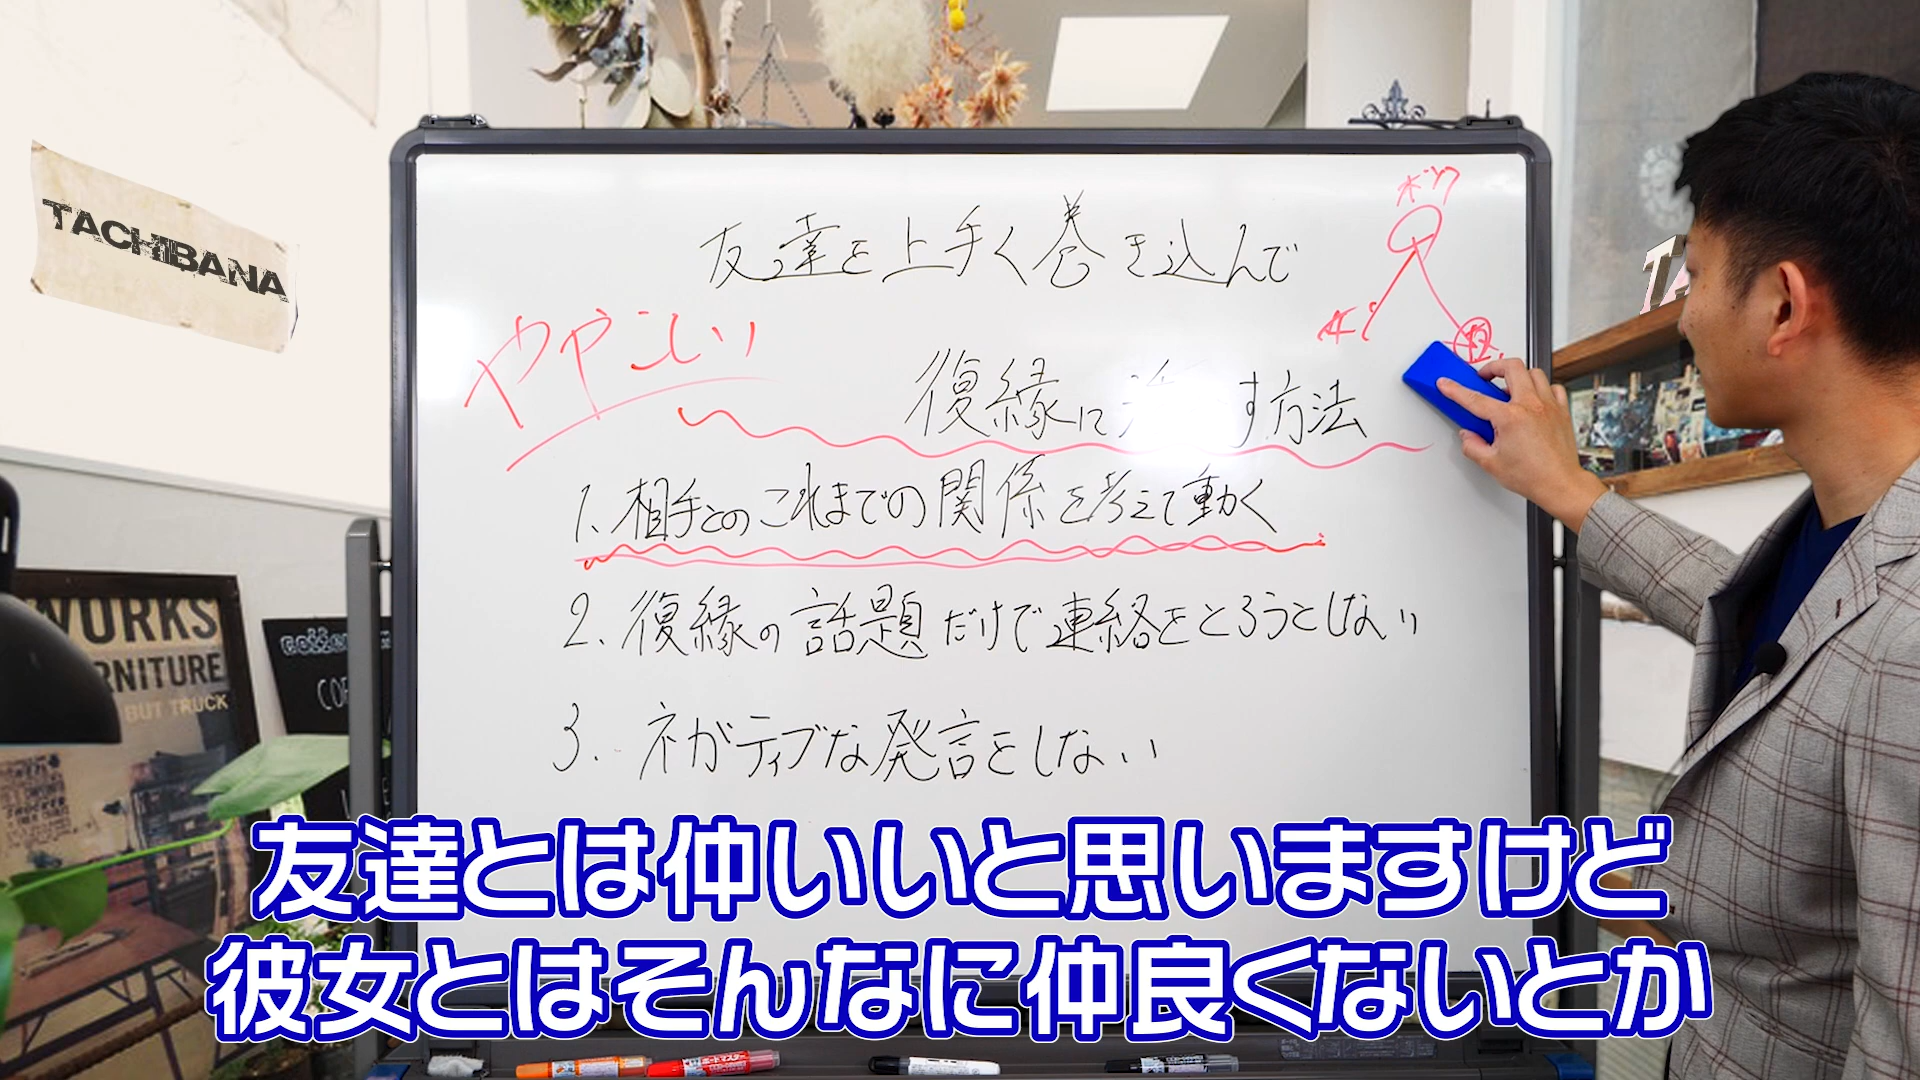 TACHIBANA
友達を上手く巻き込んで
ややこしい
復縁に す方法
1. 相手とのこれまでの関係を考えて動く
2. 復縁の話題だけで連絡をとろうとしない
3. ネガティブな発言をしない
WORKS
FURNITURE
BUT TRUCK
友達とは仲いいと思いますけど
彼女とはそんなに仲良くないとか